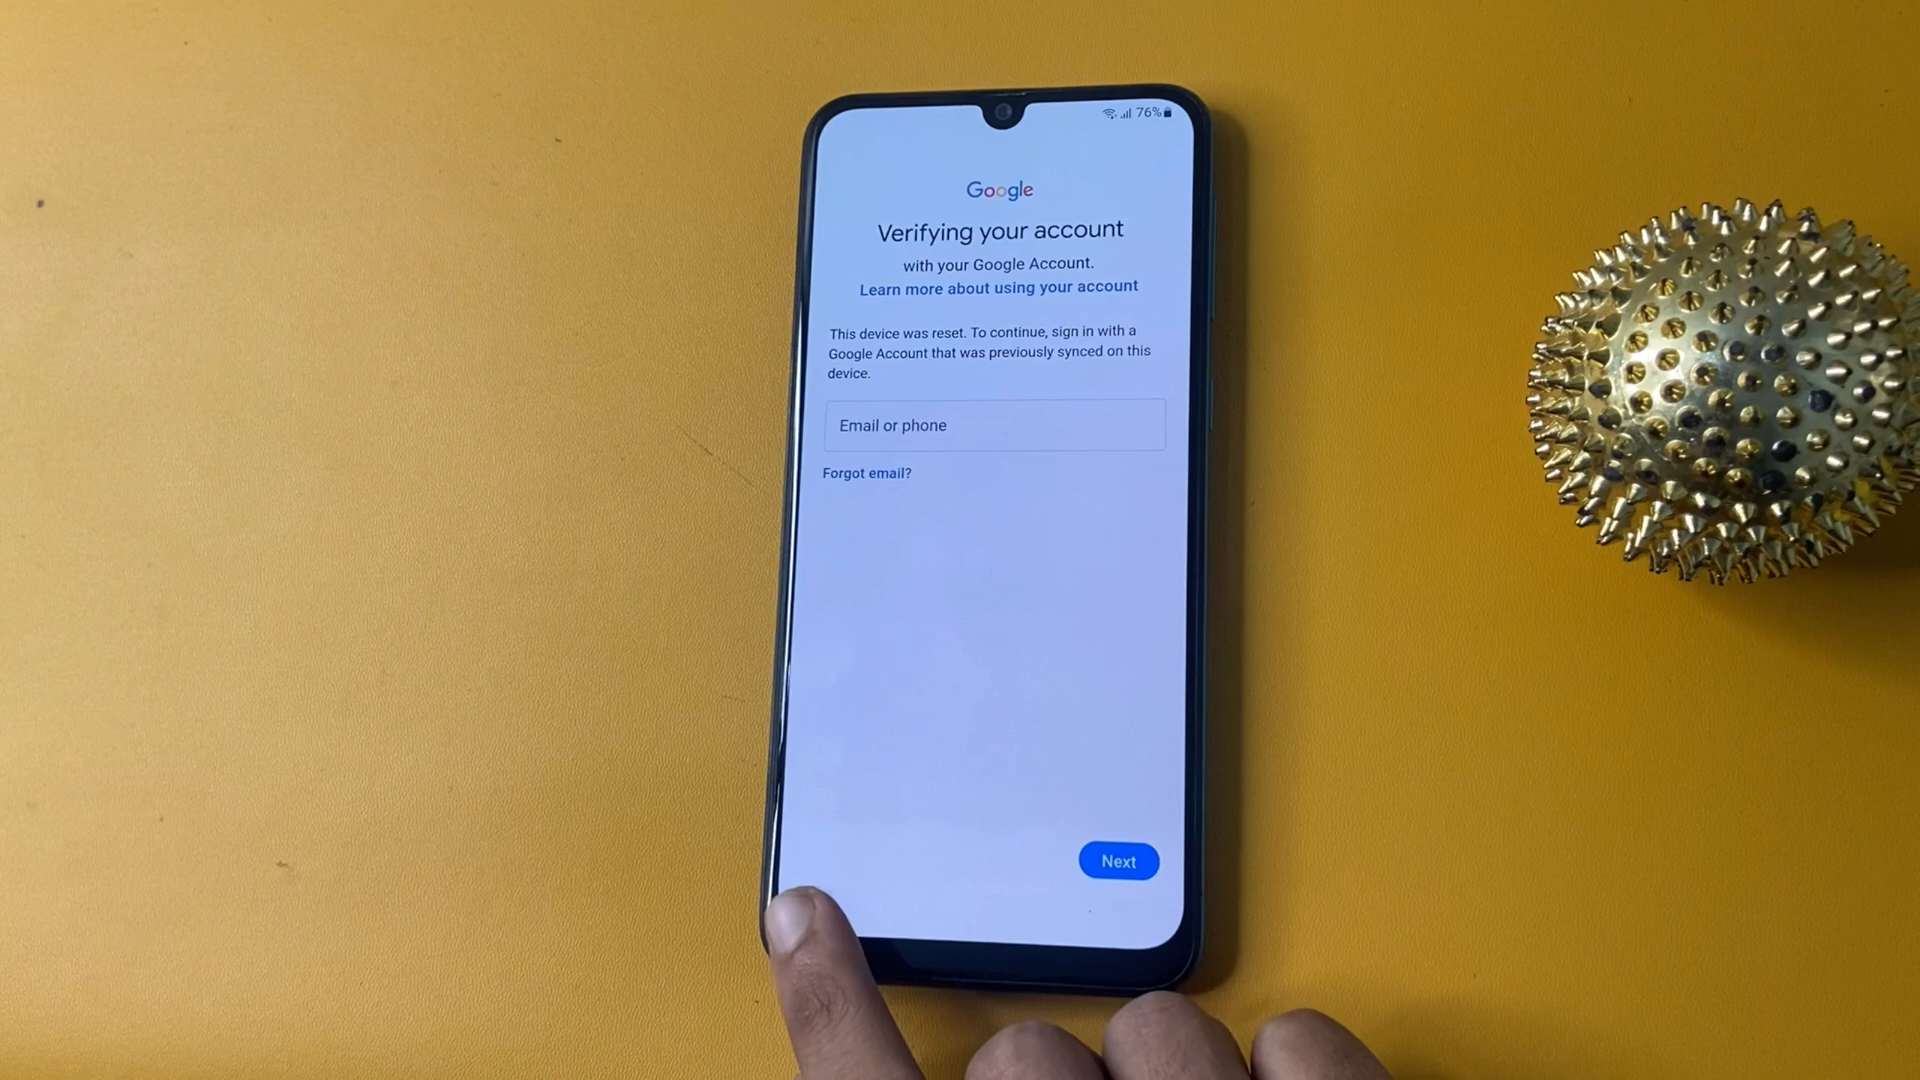 76%
Google
Verifying your account
with your Google Account.
Learn more about using your account
This device was reset. To continue, sign in with a
Google Account that was previously synced on this
device.
Email or phone
Forgot email?
Next